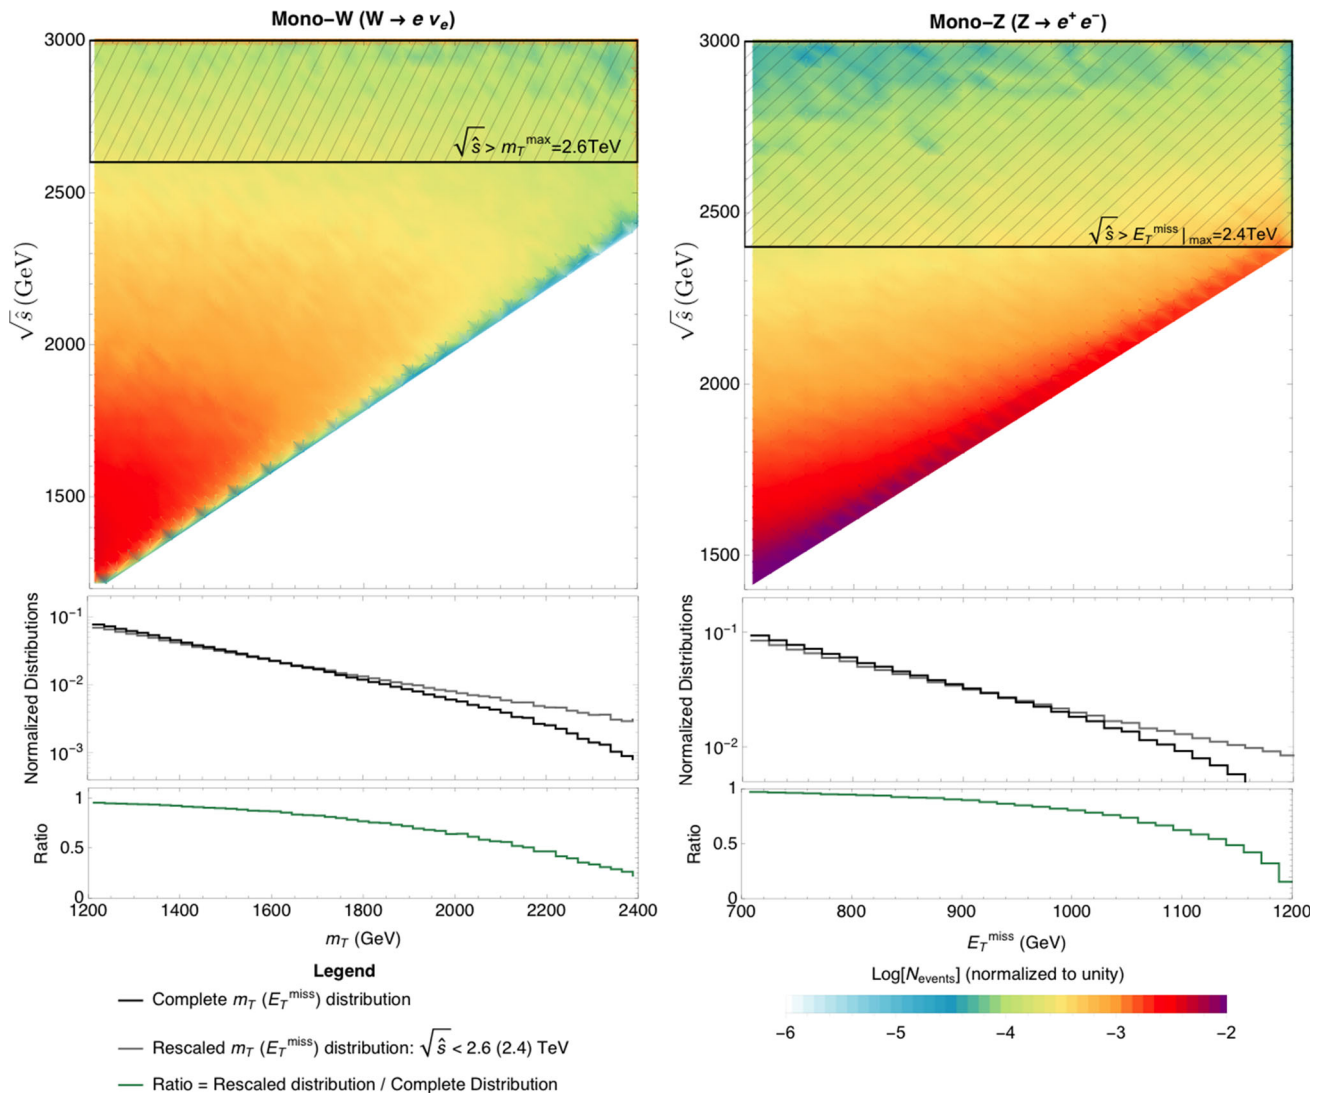 Mono−W (W → e νe)
3000
2500
2000
1500
√ŝ (GeV)
√ŝ > mT^max=2.6TeV
Mono−Z (Z → e⁺ e⁻)
3000
2500
2000
1500
√ŝ (GeV)
√ŝ > ET^miss|max=2.4TeV
Normalized Distributions
10⁻¹
10⁻²
10⁻³
Normalized Distributions
10⁻¹
10⁻²
Ratio
1
0.5
0
1200 1400 1600 1800 2000 2200 2400
mT (GeV)
Ratio
1
0.5
0
700 800 900 1000 1100 1200
ET^miss (GeV)
Legend
Complete mT (ET^miss) distribution
Rescaled mT (ET^miss) distribution: √ŝ < 2.6 (2.4) TeV
Ratio = Rescaled distribution / Complete Distribution
Log[Nevents] (normalized to unity)
−6 −5 −4 −3 −2